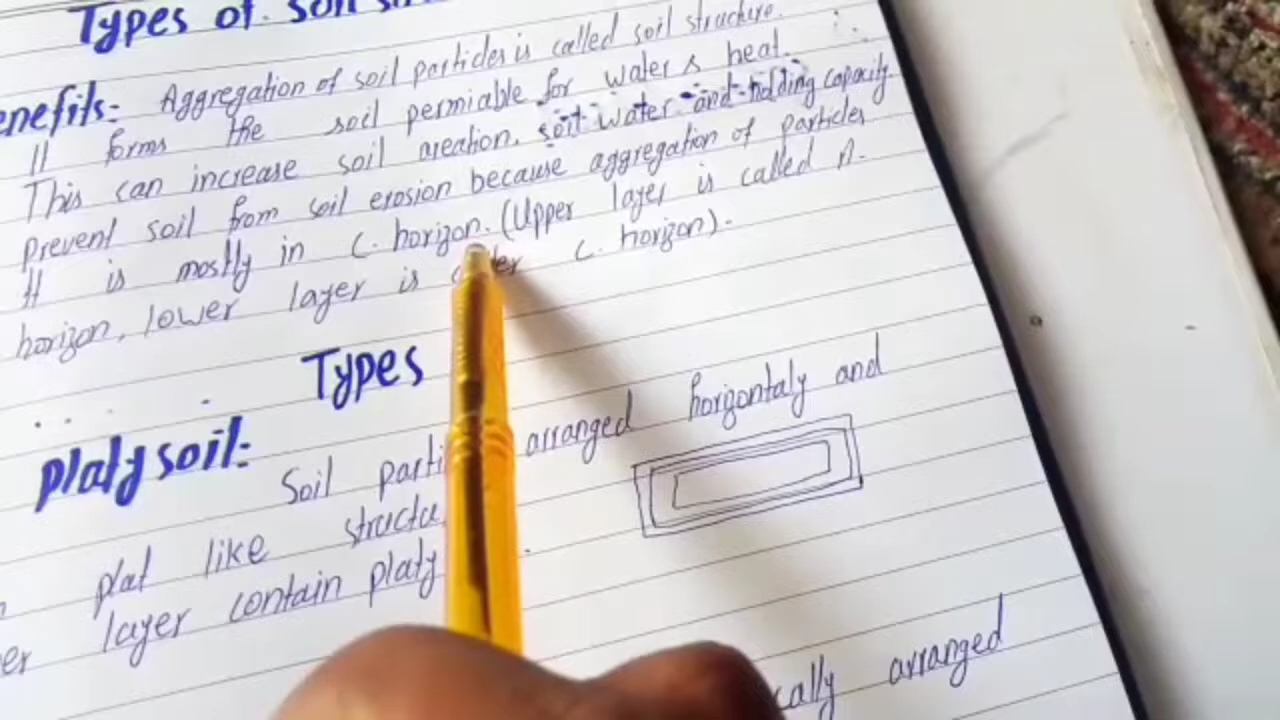 Types of soil
enefits:- Aggregation of soil particles is called soil structure.
It forms the soil permiable for water & heat.
This can increase soil areation, soil water and holding capacity
prevent soil from soil erosion because aggregation of particles
It is mostly in C. horizon. (Upper layer is called A.
horizon, lower layer is C. horizon).
Types
Platy soil:-
Soil parti arranged horizontaly and
plat like structu
layer contain platy
cally arranged